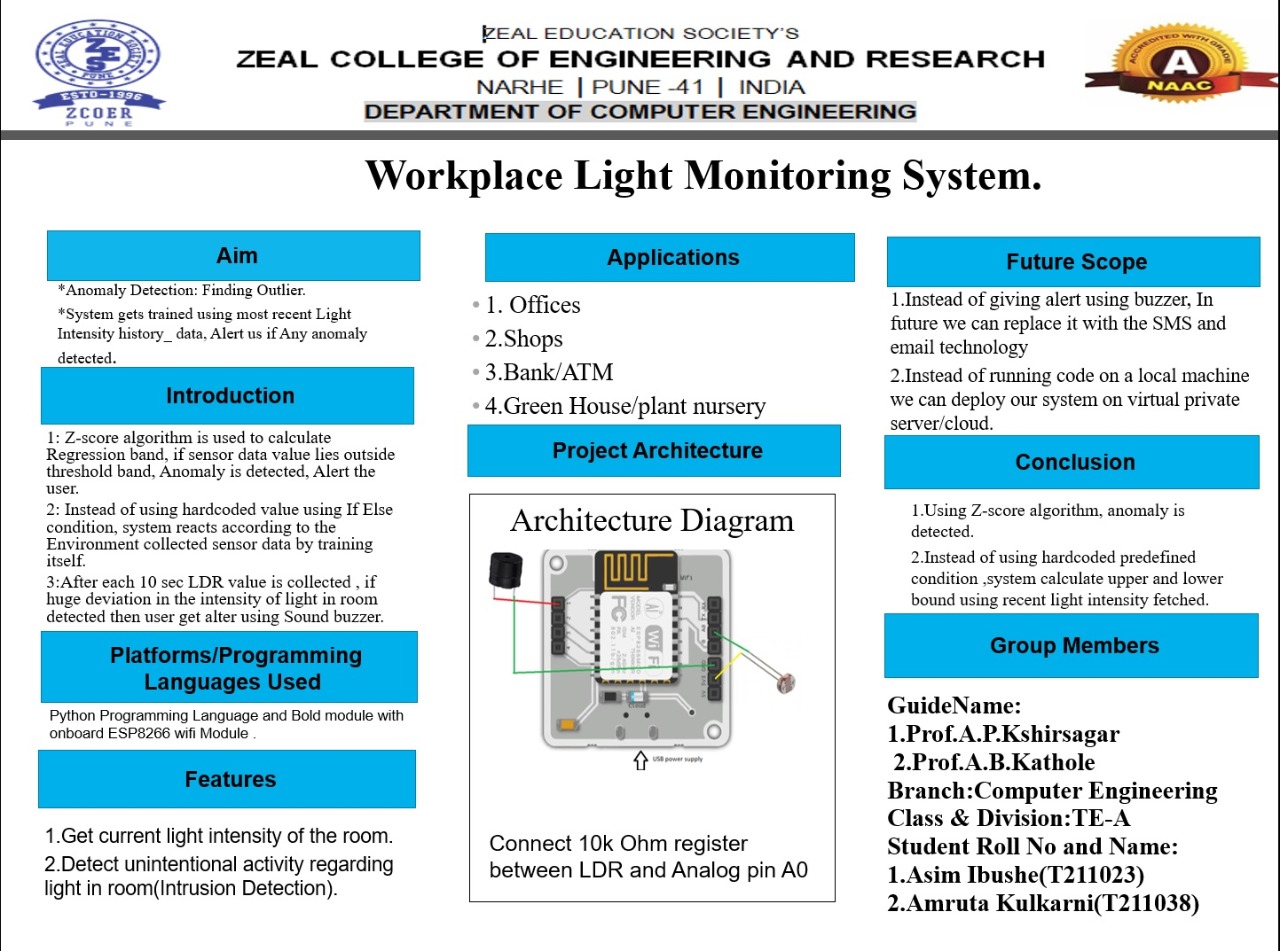 ZEAL EDUCATION SOCIETY'S
ZEAL COLLEGE OF ENGINEERING AND RESEARCH
NARHE | PUNE -41 | INDIA
DEPARTMENT OF COMPUTER ENGINEERING
ZEAL EDUCATION SOCIETY
ZES
PUNE
ESTD-1996
ZCOER
PUNE
ACCREDITED WITH GRADE
A
NAAC
Workplace Light Monitoring System.
Aim
*Anomaly Detection: Finding Outlier.
*System gets trained using most recent Light
Intensity history_ data, Alert us if Any anomaly
detected.
Introduction
1: Z-score algorithm is used to calculate
Regression band, if sensor data value lies outside
threshold band, Anomaly is detected, Alert the
user.
2: Instead of using hardcoded value using If Else
condition, system reacts according to the
Environment collected sensor data by training
itself.
3:After each 10 sec LDR value is collected , if
huge deviation in the intensity of light in room
detected then user get alter using Sound buzzer.
Platforms/Programming
Languages Used
Python Programming Language and Bold module with
onboard ESP8266 wifi Module .
Features
1.Get current light intensity of the room.
2.Detect unintentional activity regarding
light in room(Intrusion Detection).
Applications
• 1. Offices
• 2.Shops
• 3.Bank/ATM
• 4.Green House/plant nursery
Project Architecture
Architecture Diagram
WiFi
FC
USB power supply
Connect 10k Ohm register
between LDR and Analog pin A0
Future Scope
1.Instead of giving alert using buzzer, In
future we can replace it with the SMS and
email technology
2.Instead of running code on a local machine
we can deploy our system on virtual private
server/cloud.
Conclusion
1.Using Z-score algorithm, anomaly is
detected.
2.Instead of using hardcoded predefined
condition ,system calculate upper and lower
bound using recent light intensity fetched.
Group Members
GuideName:
1.Prof.A.P.Kshirsagar
2.Prof.A.B.Kathole
Branch:Computer Engineering
Class & Division:TE-A
Student Roll No and Name:
1.Asim Ibushe(T211023)
2.Amruta Kulkarni(T211038)